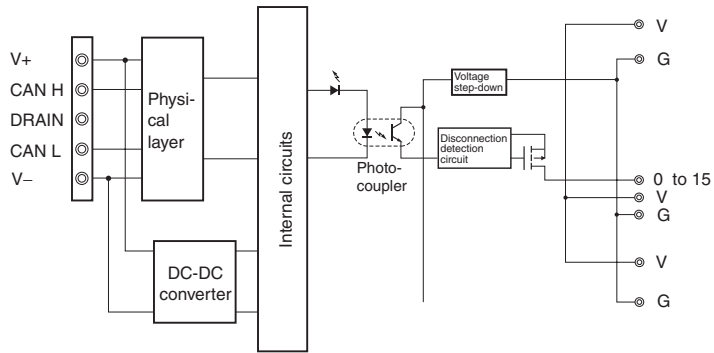 V+
CAN H
DRAIN
CAN L
V−
Physi-
cal
layer
DC-DC
converter
Internal circuits
Photo-
coupler
Voltage
step-down
Disconnection
detection
circuit
V
G
0 to 15
V
G
V
G